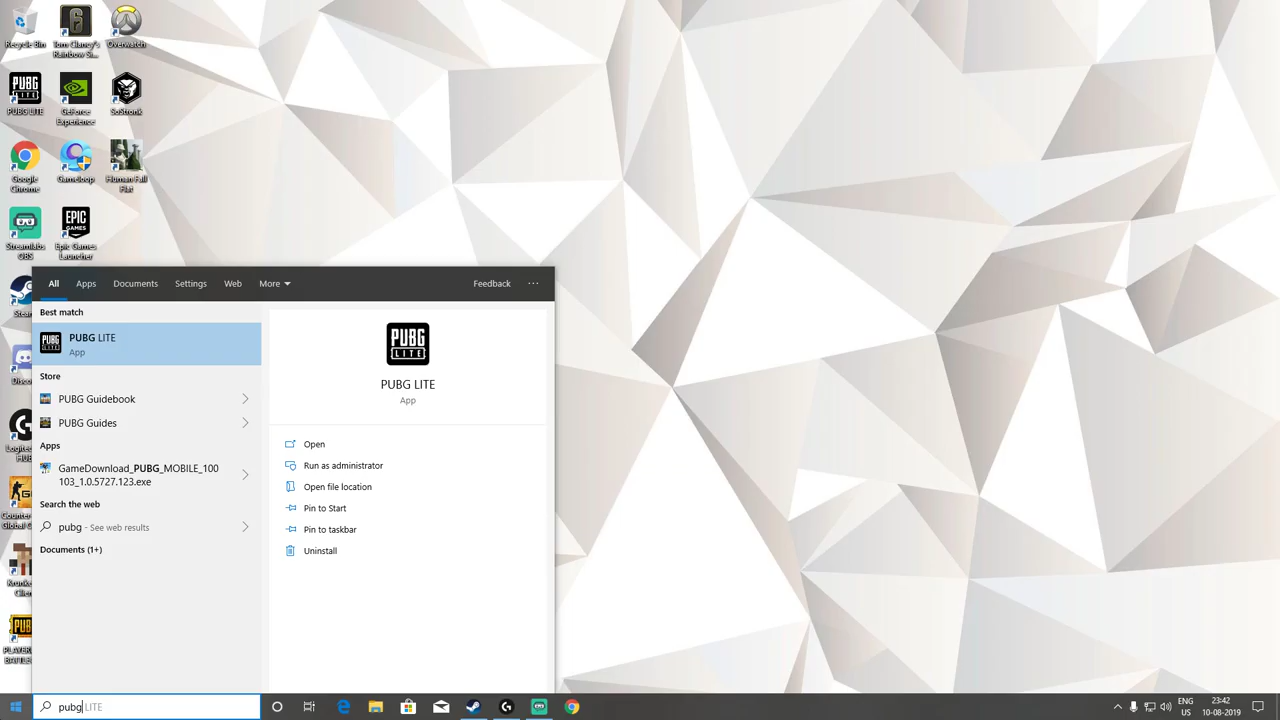 Recycle Bin
Tom Clancy's
Rainbow Si...
Overwatch
PUBG
LITE
PUBG LITE
GeForce
Experience
SoStronk
Google
Chrome
Gameloop
Human Fall
Flat
EPIC
GAMES
Streamlabs
OBS
Epic Games
Launcher
All
Apps
Documents
Settings
Web
More
Feedback
...
Best match
PUBG LITE
App
Store
PUBG Guidebook
PUBG Guides
Apps
GameDownload_PUBG_MOBILE_100
103_1.0.5727.123.exe
Search the web
pubg - See web results
Documents (1+)
PUBG
LITE
PUBG LITE
App
Open
Run as administrator
Open file location
Pin to Start
Pin to taskbar
Uninstall
pubg LITE
ENG
US
23:42
10-08-2019